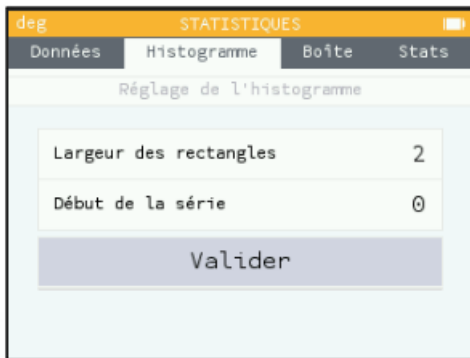 deg STATISTIQUES
Données Histogramme Boîte Stats
Réglage de l'histogramme
Largeur des rectangles 2
Début de la série 0
Valider